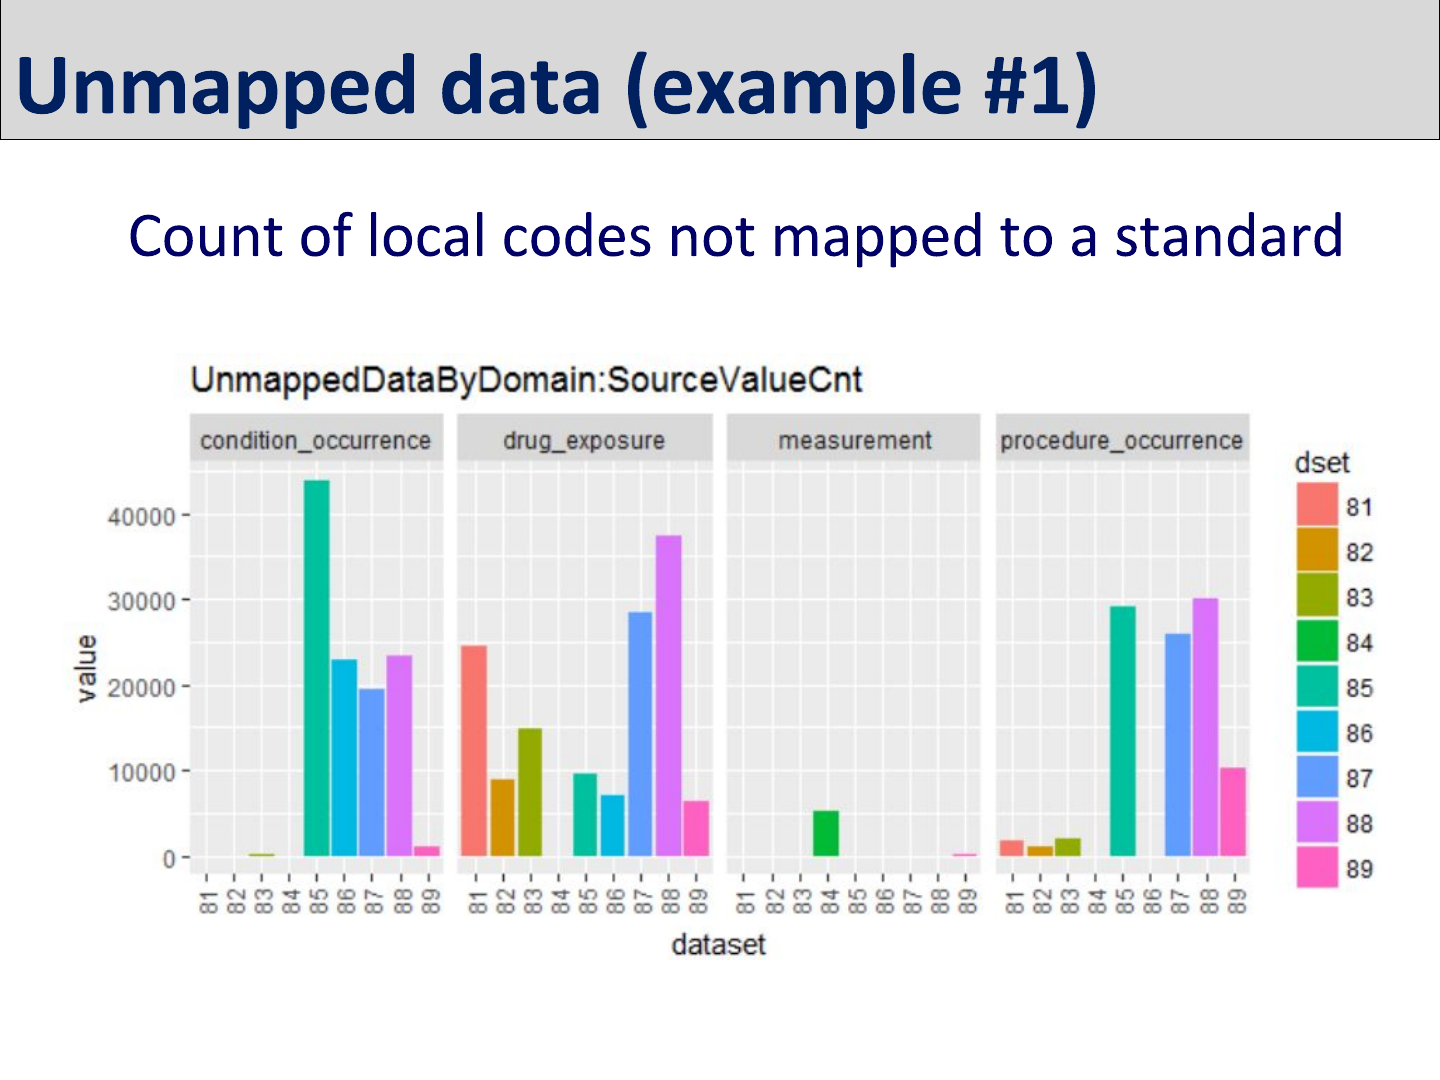 Unmapped data (example #1)
Count of local codes not mapped to a standard
UnmappedDataByDomain:SourceValueCnt
condition_occurrence drug_exposure measurement procedure_occurrence
value
40000
30000
20000
10000
0
81 82 83 84 85 86 87 88 89 81 82 83 84 85 86 87 88 89 81 82 83 84 85 86 87 88 89 81 82 83 84 85 86 87 88 89
dataset
dset
81
82
83
84
85
86
87
88
89